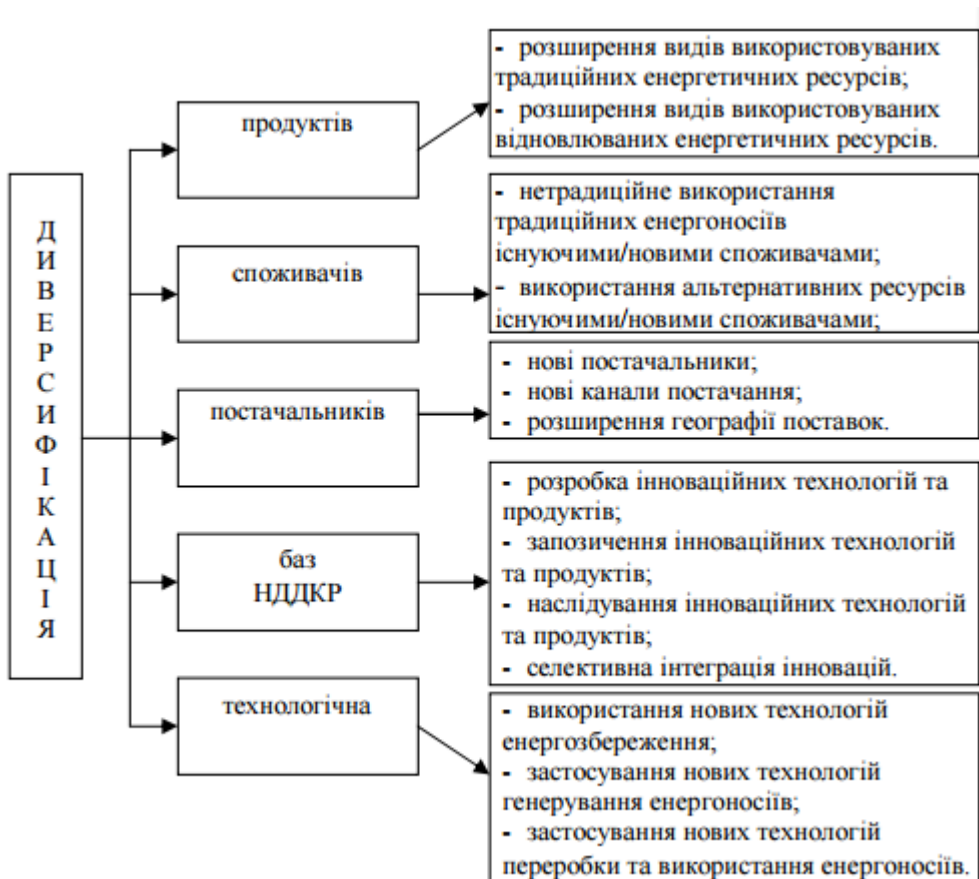 ДИВЕРСИФІКАЦІЯ
продуктів
- розширення видів використовуваних
традиційних енергетичних ресурсів;
- розширення видів використовуваних
відновлюваних енергетичних ресурсів.
споживачів
- нетрадиційне використання
традиційних енергоносіїв
існуючими/новими споживачами;
- використання альтернативних ресурсів
існуючими/новими споживачами;
постачальників
- нові постачальники;
- нові канали постачання;
- розширення географії поставок.
баз
НДДКР
- розробка інноваційних технологій та
продуктів;
- запозичення інноваційних технологій
та продуктів;
- наслідування інноваційних технологій
та продуктів;
- селективна інтеграція інновацій.
технологічна
- використання нових технологій
енергозбереження;
- застосування нових технологій
генерування енергоносіїв;
- застосування нових технологій
переробки та використання енергоносіїв.